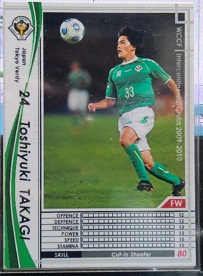 Japan
Tokyo Verdy
24 Toshiyuki TAKAGI
WCCF Intercontinental Clubs 2009-2010
33
FW
OFFENCE
DEFENCE
TECHNIQUE
POWER
SPEED
STAMINA
SKILL
Cut-in Shooter
80